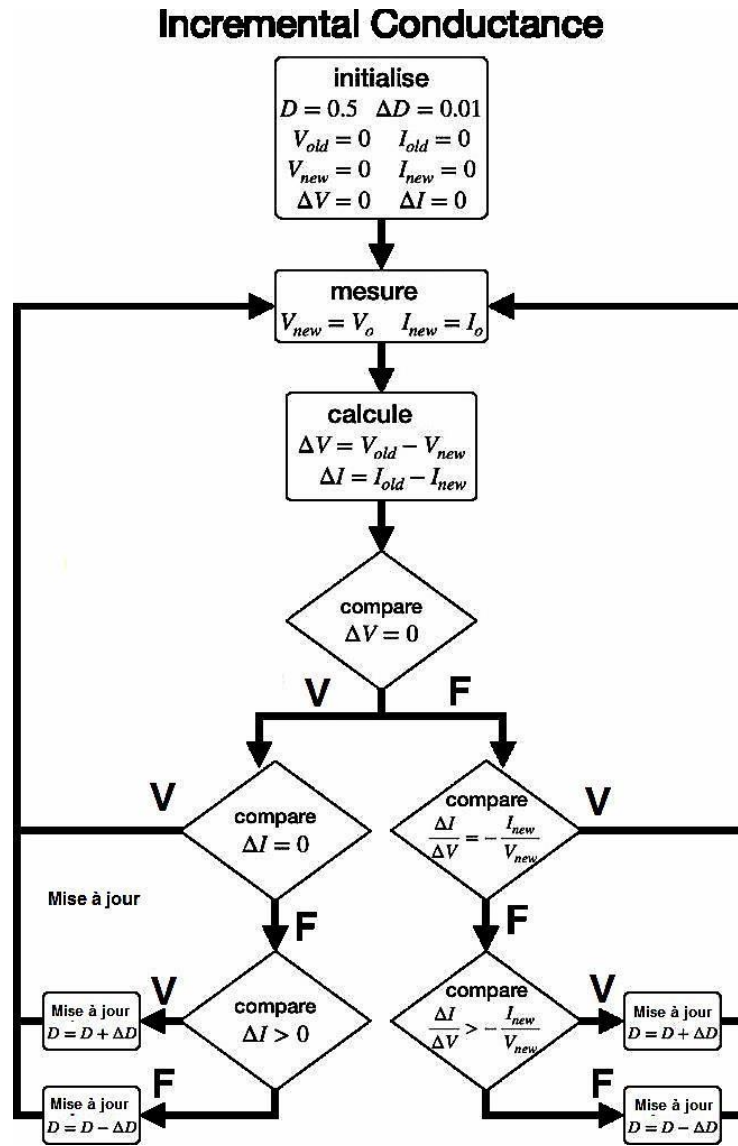 Incremental Conductance
initialise
D = 0.5 ΔD = 0.01
V_old = 0 I_old = 0
V_new = 0 I_new = 0
ΔV = 0 ΔI = 0
mesure
V_new = V_o I_new = I_o
calcule
ΔV = V_old − V_new
ΔI = I_old − I_new
compare
ΔV = 0
V F
V
compare
ΔI = 0
compare
ΔI/ΔV = − I_new/V_new
V
Mise à jour
F F
Mise à jour
D = D + ΔD
V
compare
ΔI > 0
compare
ΔI/ΔV > − I_new/V_new
V
Mise à jour
D = D + ΔD
Mise à jour
D = D − ΔD
F F
Mise à jour
D = D − ΔD